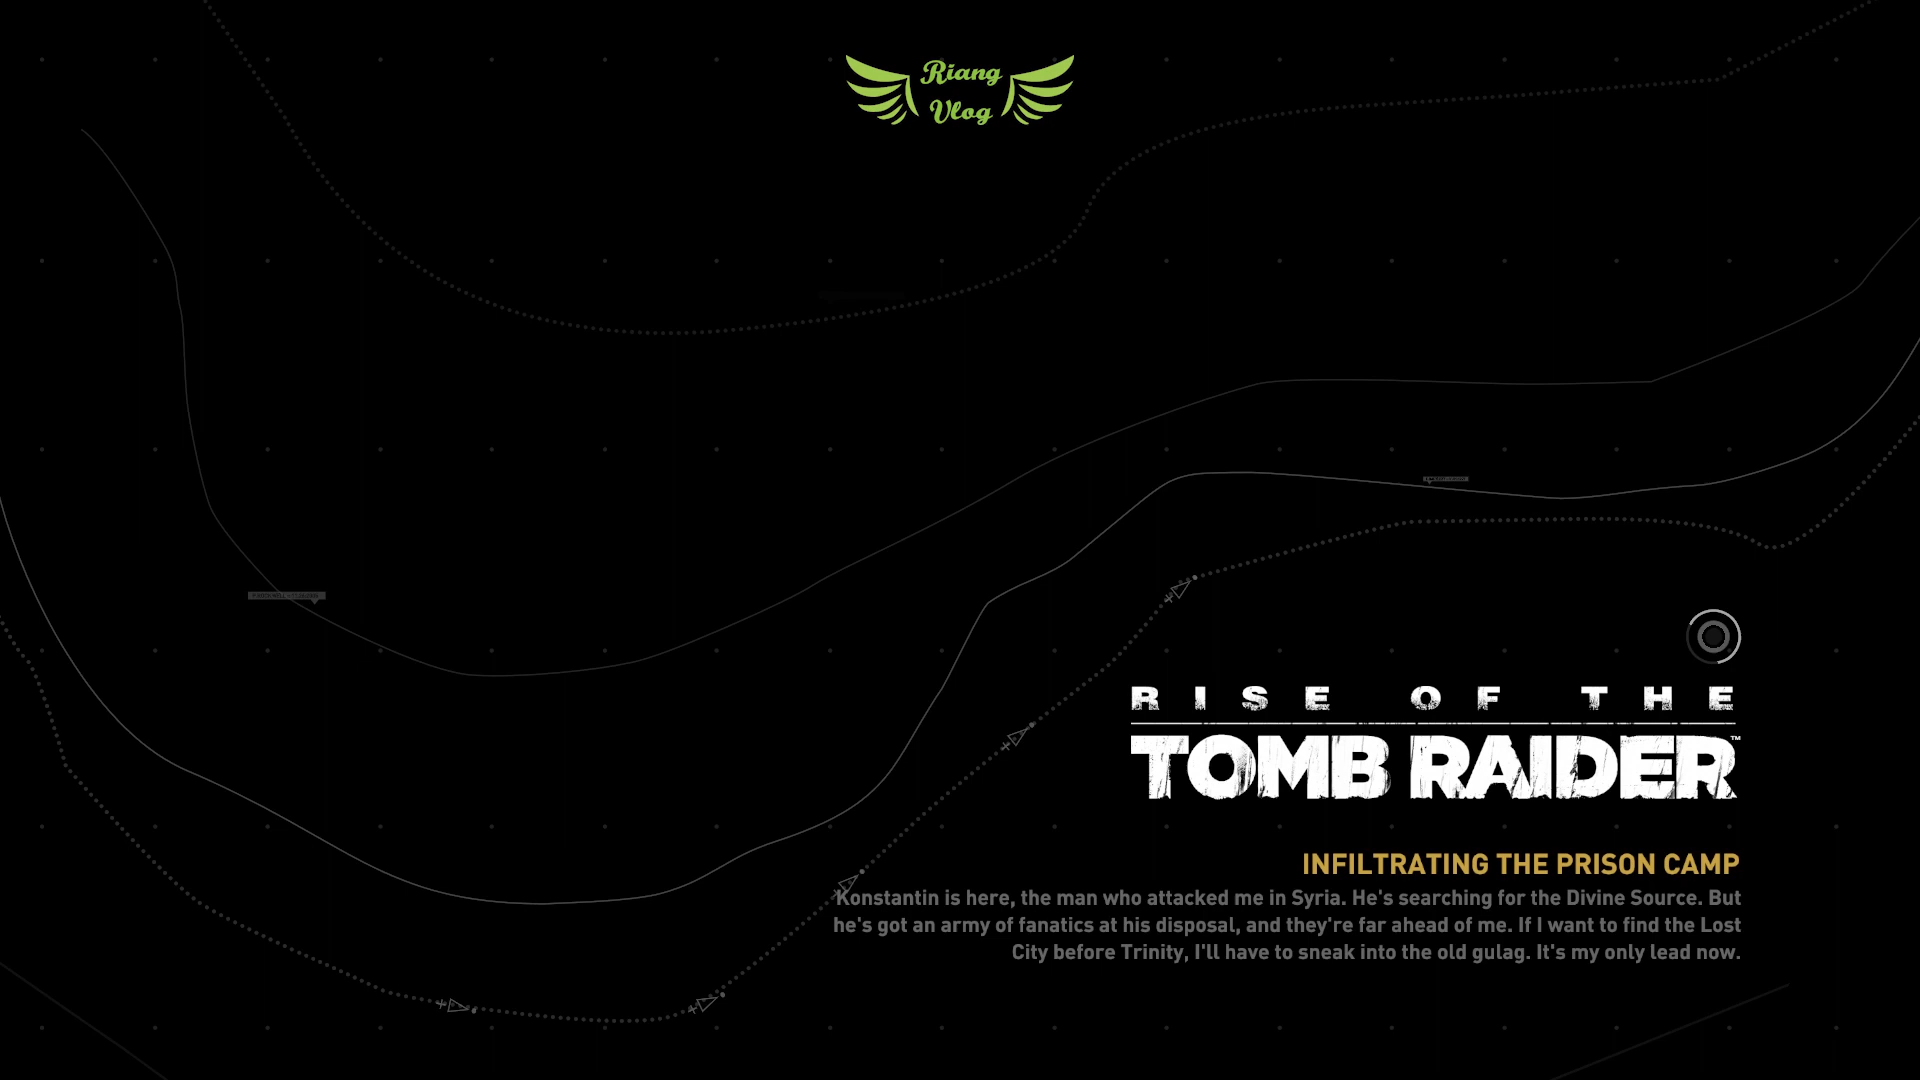 Riang
Vlog
RISE OF THE
TOMB RAIDER™
INFILTRATING THE PRISON CAMP
Konstantin is here, the man who attacked me in Syria. He's searching for the Divine Source. But
he's got an army of fanatics at his disposal, and they're far ahead of me. If I want to find the Lost
City before Trinity, I'll have to sneak into the old gulag. It's my only lead now.